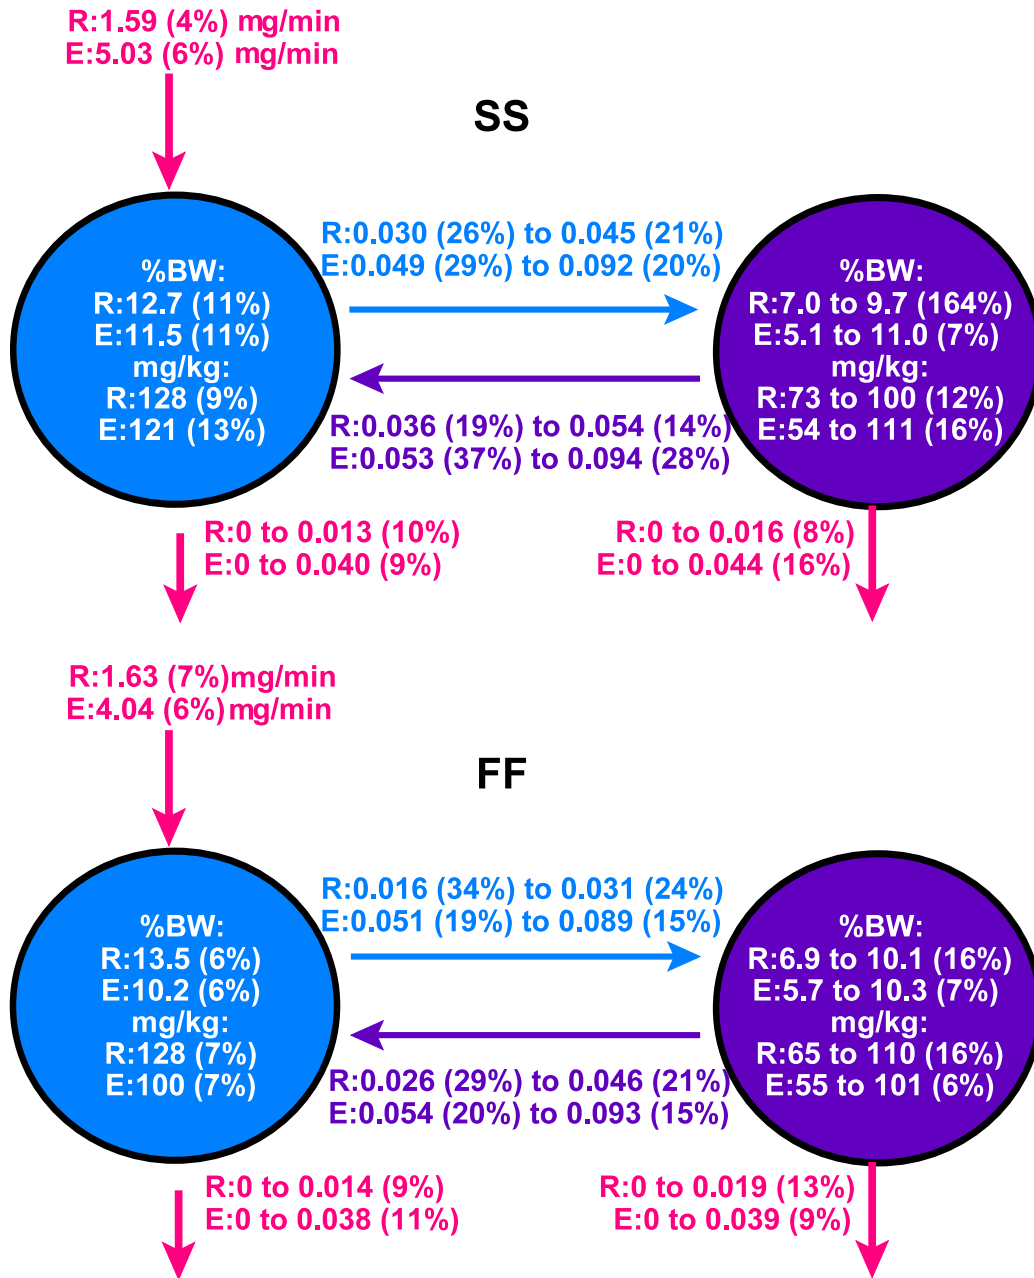 R:1.59 (4%) mg/min
E:5.03 (6%) mg/min
SS
R:0.030 (26%) to 0.045 (21%)
E:0.049 (29%) to 0.092 (20%)
%BW:
R:12.7 (11%)
E:11.5 (11%)
mg/kg:
R:128 (9%)
E:121 (13%)
%BW:
R:7.0 to 9.7 (164%)
E:5.1 to 11.0 (7%)
mg/kg:
R:73 to 100 (12%)
E:54 to 111 (16%)
R:0.036 (19%) to 0.054 (14%)
E:0.053 (37%) to 0.094 (28%)
R:0 to 0.013 (10%)
E:0 to 0.040 (9%)
R:0 to 0.016 (8%)
E:0 to 0.044 (16%)
R:1.63 (7%)mg/min
E:4.04 (6%)mg/min
FF
R:0.016 (34%) to 0.031 (24%)
E:0.051 (19%) to 0.089 (15%)
%BW:
R:13.5 (6%)
E:10.2 (6%)
mg/kg:
R:128 (7%)
E:100 (7%)
%BW:
R:6.9 to 10.1 (16%)
E:5.7 to 10.3 (7%)
mg/kg:
R:65 to 110 (16%)
E:55 to 101 (6%)
R:0.026 (29%) to 0.046 (21%)
E:0.054 (20%) to 0.093 (15%)
R:0 to 0.014 (9%)
E:0 to 0.038 (11%)
R:0 to 0.019 (13%)
E:0 to 0.039 (9%)